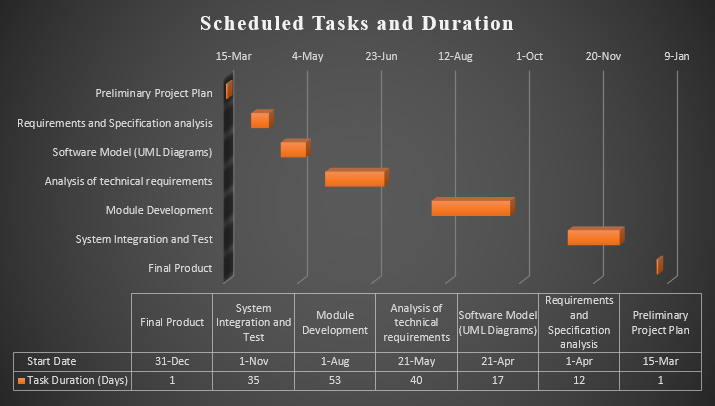 Scheduled Tasks and Duration
15-Mar 4-May 23-Jun 12-Aug 1-Oct 20-Nov 9-Jan
Preliminary Project Plan
Requirements and Specification analysis
Software Model (UML Diagrams)
Analysis of technical requirements
Module Development
System Integration and Test
Final Product
Final Product
System
Integration and
Test
Module
Development
Analysis of
technical
requirements
Software Model
(UML Diagrams)
Requirements
and
Specification
analysis
Preliminary
Project Plan
Start Date 31-Dec 1-Nov 1-Aug 21-May 21-Apr 1-Apr 15-Mar
Task Duration (Days) 1 35 53 40 17 12 1